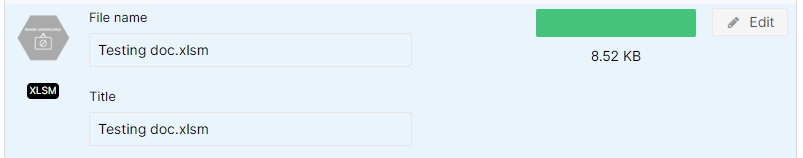 File name
Testing doc.xlsm
8.52 KB
Edit
XLSM
Title
Testing doc.xlsm